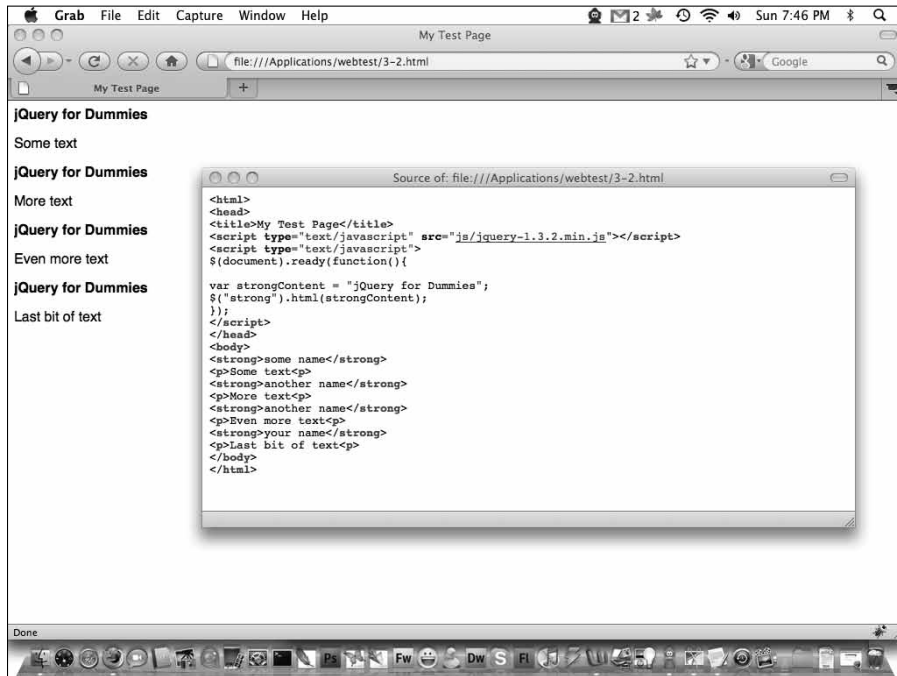 Grab File Edit Capture Window Help 2 Sun 7:46 PM
My Test Page
file:///Applications/webtest/3-2.html Google
My Test Page +
jQuery for Dummies
Some text
jQuery for Dummies
More text
jQuery for Dummies
Even more text
jQuery for Dummies
Last bit of text
Source of: file:///Applications/webtest/3-2.html
<html>
<head>
<title>My Test Page</title>
<script type="text/javascript" src="js/jquery-1.3.2.min.js"></script>
<script type="text/javascript">
$(document).ready(function(){
var strongContent = "jQuery for Dummies";
$("strong").html(strongContent);
});
</script>
</head>
<body>
<strong>some name</strong>
<p>Some text<p>
<strong>another name</strong>
<p>More text<p>
<strong>another name</strong>
<p>Even more text<p>
<strong>your name</strong>
<p>Last bit of text<p>
</body>
</html>
Done
Ps Fw Dw S Fl